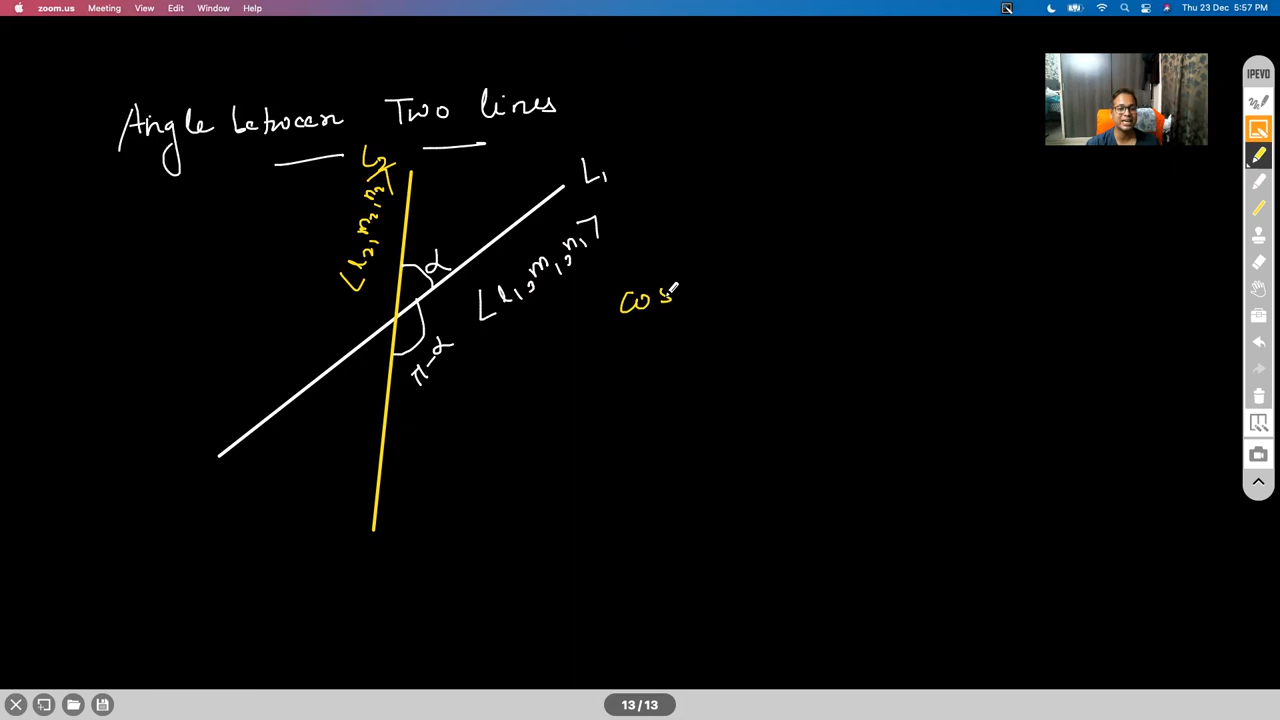 zoom.us Meeting View Edit Window Help Thu 23 Dec 5:57 PM
IPEVO
Angle between Two lines
L₂
L₁
<l₂, m₂, n₂>
α
<l₁, m₁, n₁>
cos
π-α
13/13